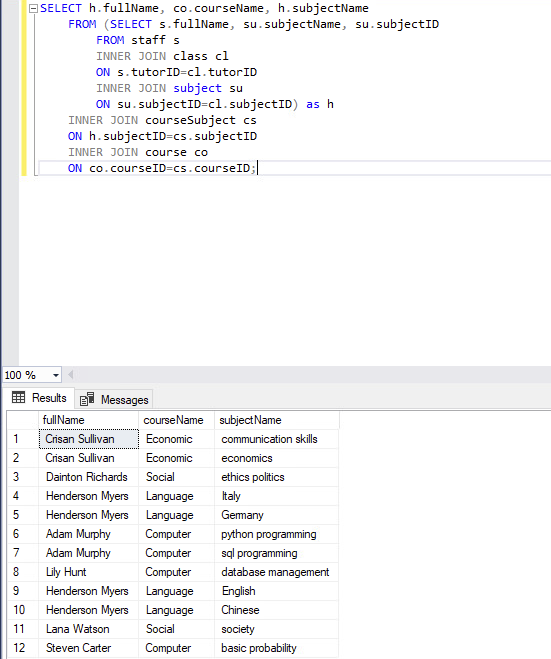 SELECT h.fullName, co.courseName, h.subjectName
FROM (SELECT s.fullName, su.subjectName, su.subjectID
FROM staff s
INNER JOIN class cl
ON s.tutorID=cl.tutorID
INNER JOIN subject su
ON su.subjectID=cl.subjectID) as h
INNER JOIN courseSubject cs
ON h.subjectID=cs.subjectID
INNER JOIN course co
ON co.courseID=cs.courseID;
100 %
Results Messages
fullName courseName subjectName
1 Crisan Sullivan Economic communication skills
2 Crisan Sullivan Economic economics
3 Dainton Richards Social ethics politics
4 Henderson Myers Language Italy
5 Henderson Myers Language Germany
6 Adam Murphy Computer python programming
7 Adam Murphy Computer sql programming
8 Lily Hunt Computer database management
9 Henderson Myers Language English
10 Henderson Myers Language Chinese
11 Lana Watson Social society
12 Steven Carter Computer basic probability